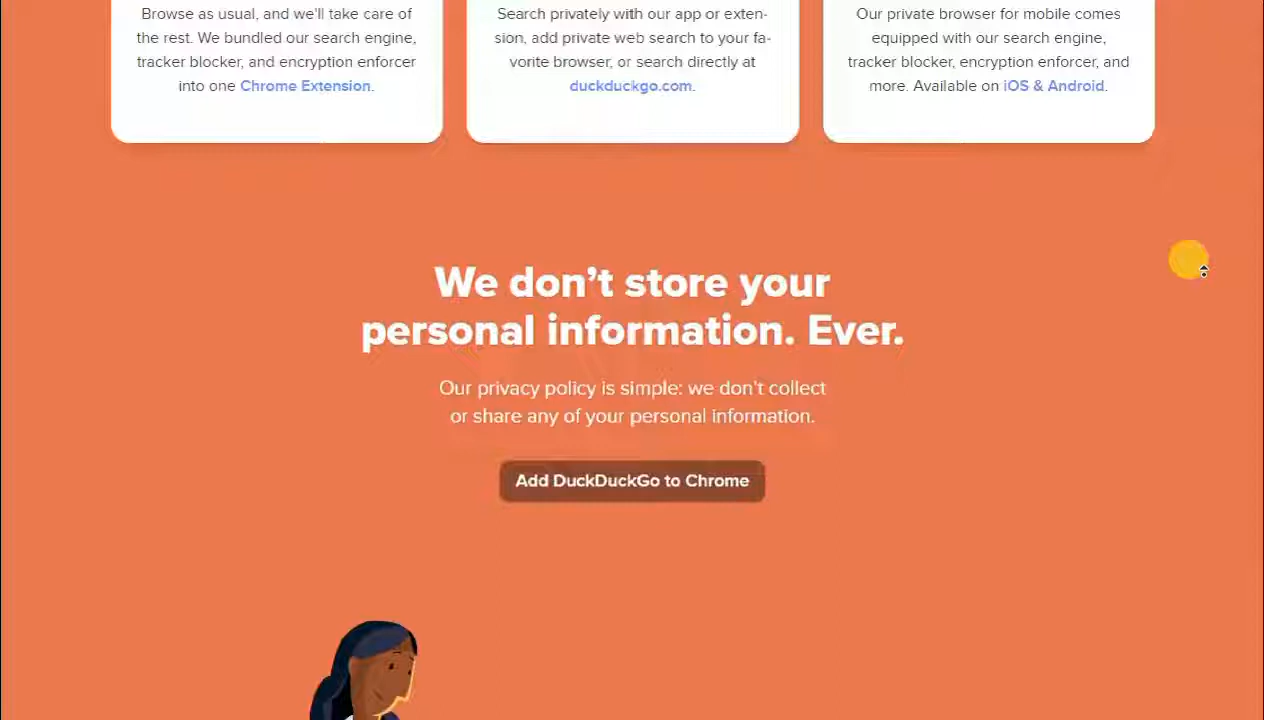 Browse as usual, and we'll take care of
the rest. We bundled our search engine,
tracker blocker, and encryption enforcer
into one Chrome Extension.
Search privately with our app or exten-
sion, add private web search to your fa-
vorite browser, or search directly at
duckduckgo.com.
Our private browser for mobile comes
equipped with our search engine,
tracker blocker, encryption enforcer, and
more. Available on iOS & Android.
We don’t store your
personal information. Ever.
Our privacy policy is simple: we don’t collect
or share any of your personal information.
Add DuckDuckGo to Chrome